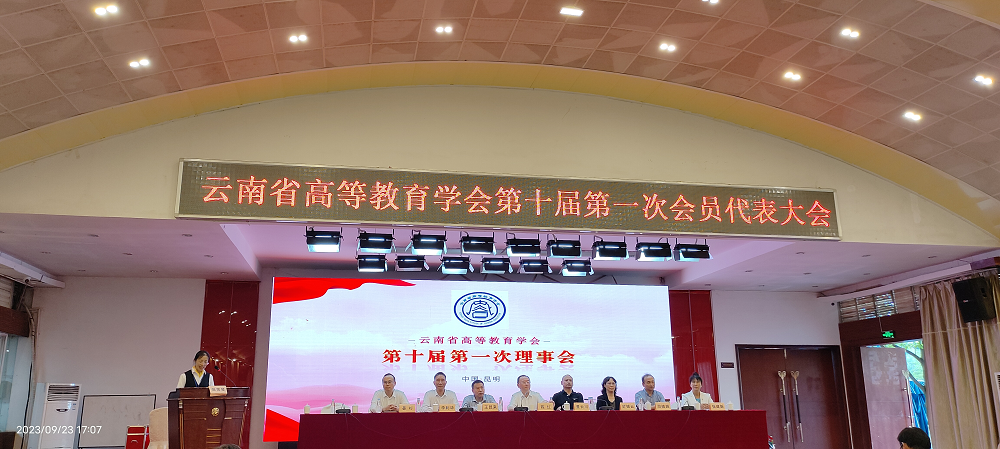 云南省高等教育学会第十届第一次会员代表大会
云南省高等教育学会
第十届第一次理事会
中国·昆明
2023/09/23 17:07